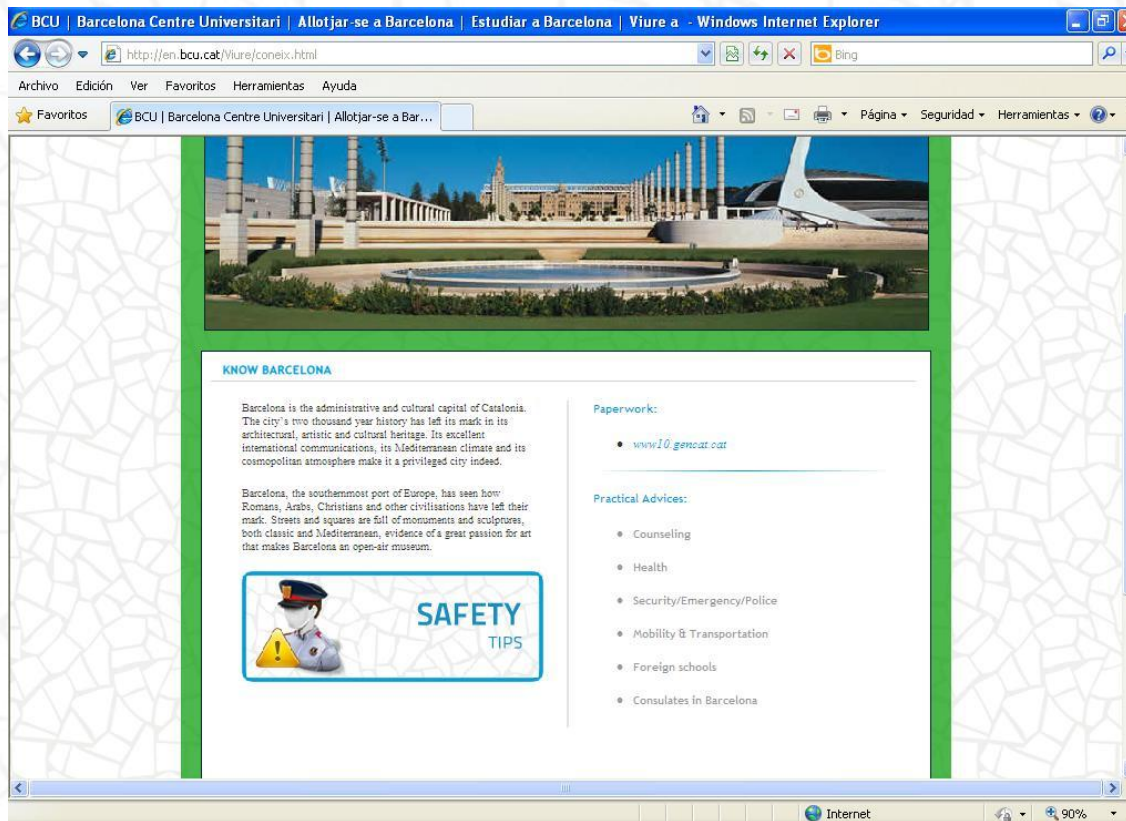 BCU | Barcelona Centre Universitari | Allotjar-se a Barcelona | Estudiar a Barcelona | Viure a - Windows Internet Explorer
http://en.bcu.cat/Viure/coneix.html
Bing
Archivo Edición Ver Favoritos Herramientas Ayuda
Favoritos
BCU | Barcelona Centre Universitari | Allotjar-se a Bar...
Página Seguridad Herramientas
KNOW BARCELONA
Barcelona is the administrative and cultural capital of Catalonia.
The city`s two thousand year history has left its mark in its
architectural, artistic and cultural heritage. Its excellent
international communications, its Mediterranean climate and its
cosmopolitan atmosphere make it a privileged city indeed.
Barcelona, the southernmost port of Europe, has seen how
Romans, Arabs, Christians and other civilisations have left their
mark. Streets and squares are full of monuments and sculptures,
both classic and Mediterranean, evidence of a great passion for art
that makes Barcelona an open-air museum.
SAFETY
TIPS
Paperwork:
www10.gencat.cat
Practical Advices:
Counseling
Health
Security/Emergency/Police
Mobility & Transportation
Foreign schools
Consulates in Barcelona
Internet
90%